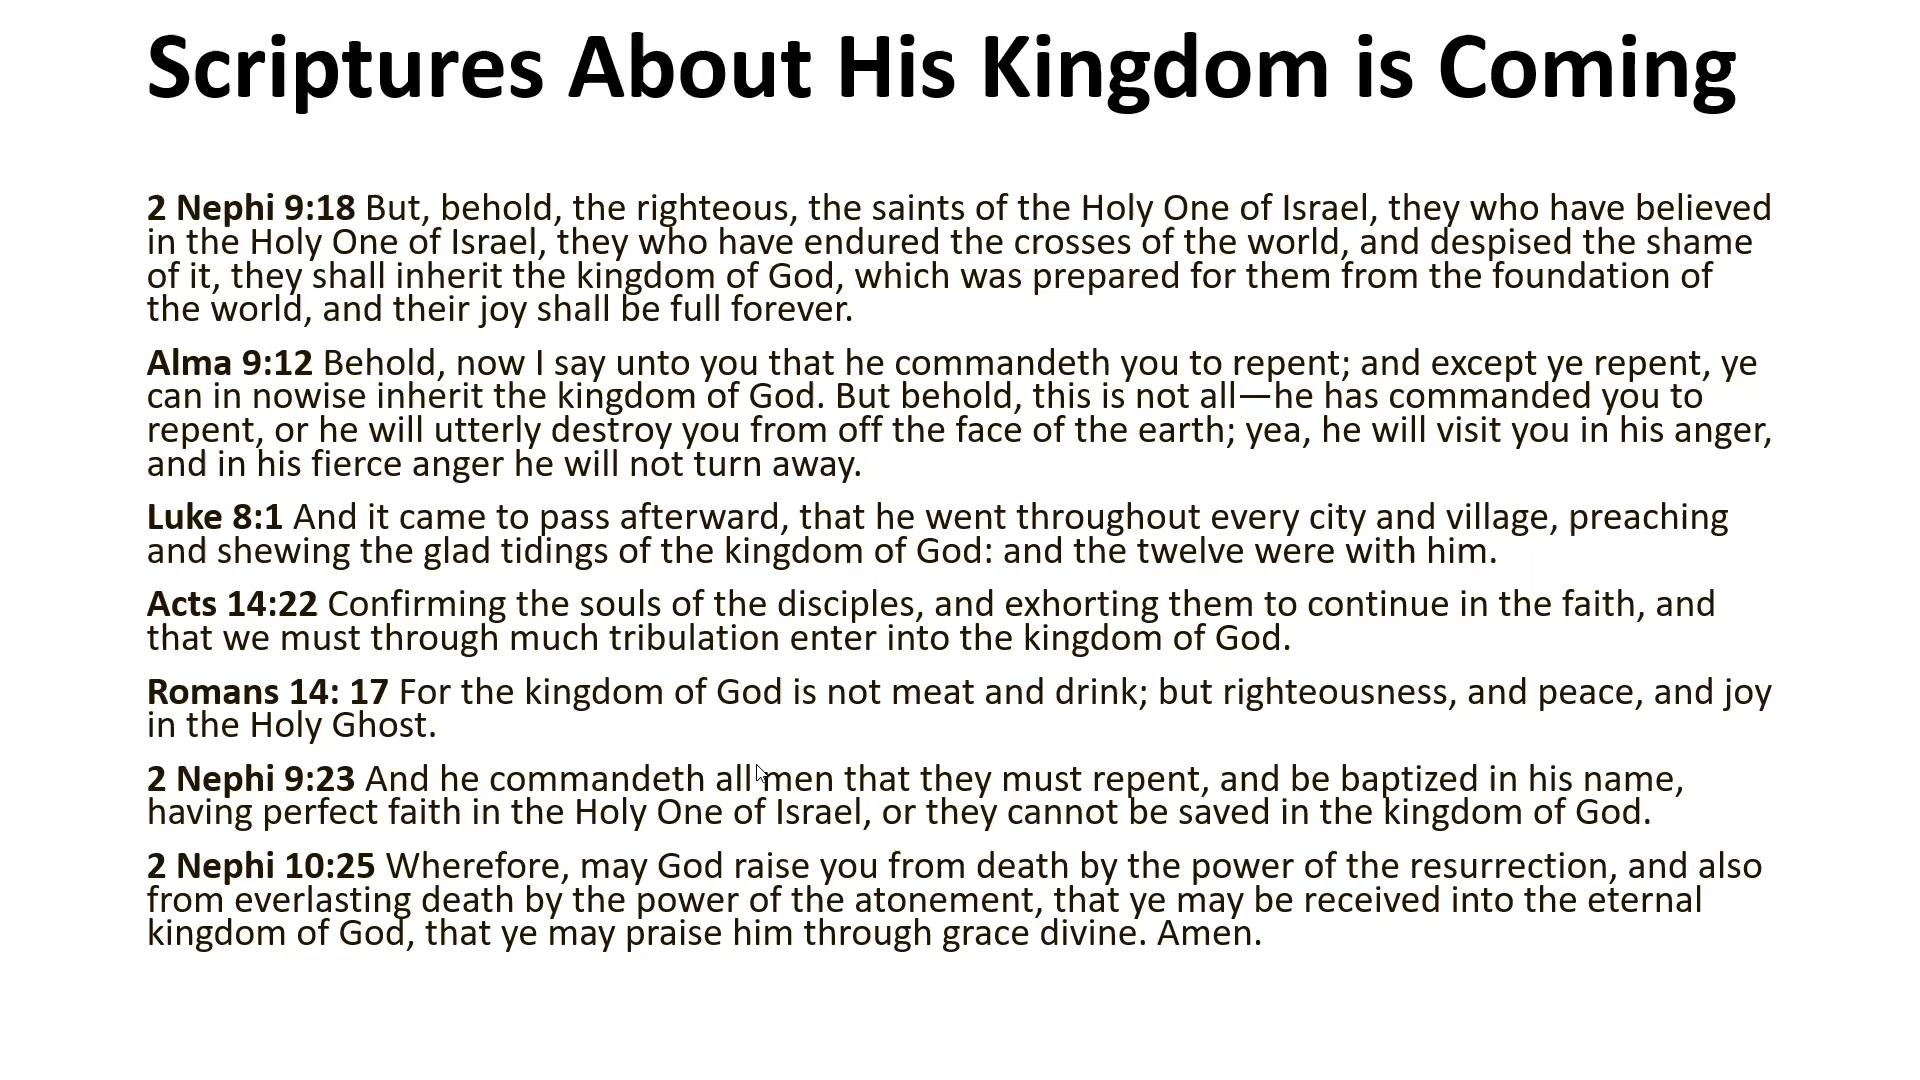 Scriptures About His Kingdom is Coming
2 Nephi 9:18 But, behold, the righteous, the saints of the Holy One of Israel, they who have believed
in the Holy One of Israel, they who have endured the crosses of the world, and despised the shame
of it, they shall inherit the kingdom of God, which was prepared for them from the foundation of
the world, and their joy shall be full forever.
Alma 9:12 Behold, now I say unto you that he commandeth you to repent; and except ye repent, ye
can in nowise inherit the kingdom of God. But behold, this is not all—he has commanded you to
repent, or he will utterly destroy you from off the face of the earth; yea, he will visit you in his anger,
and in his fierce anger he will not turn away.
Luke 8:1 And it came to pass afterward, that he went throughout every city and village, preaching
and shewing the glad tidings of the kingdom of God: and the twelve were with him.
Acts 14:22 Confirming the souls of the disciples, and exhorting them to continue in the faith, and
that we must through much tribulation enter into the kingdom of God.
Romans 14: 17 For the kingdom of God is not meat and drink; but righteousness, and peace, and joy
in the Holy Ghost.
2 Nephi 9:23 And he commandeth all men that they must repent, and be baptized in his name,
having perfect faith in the Holy One of Israel, or they cannot be saved in the kingdom of God.
2 Nephi 10:25 Wherefore, may God raise you from death by the power of the resurrection, and also
from everlasting death by the power of the atonement, that ye may be received into the eternal
kingdom of God, that ye may praise him through grace divine. Amen.